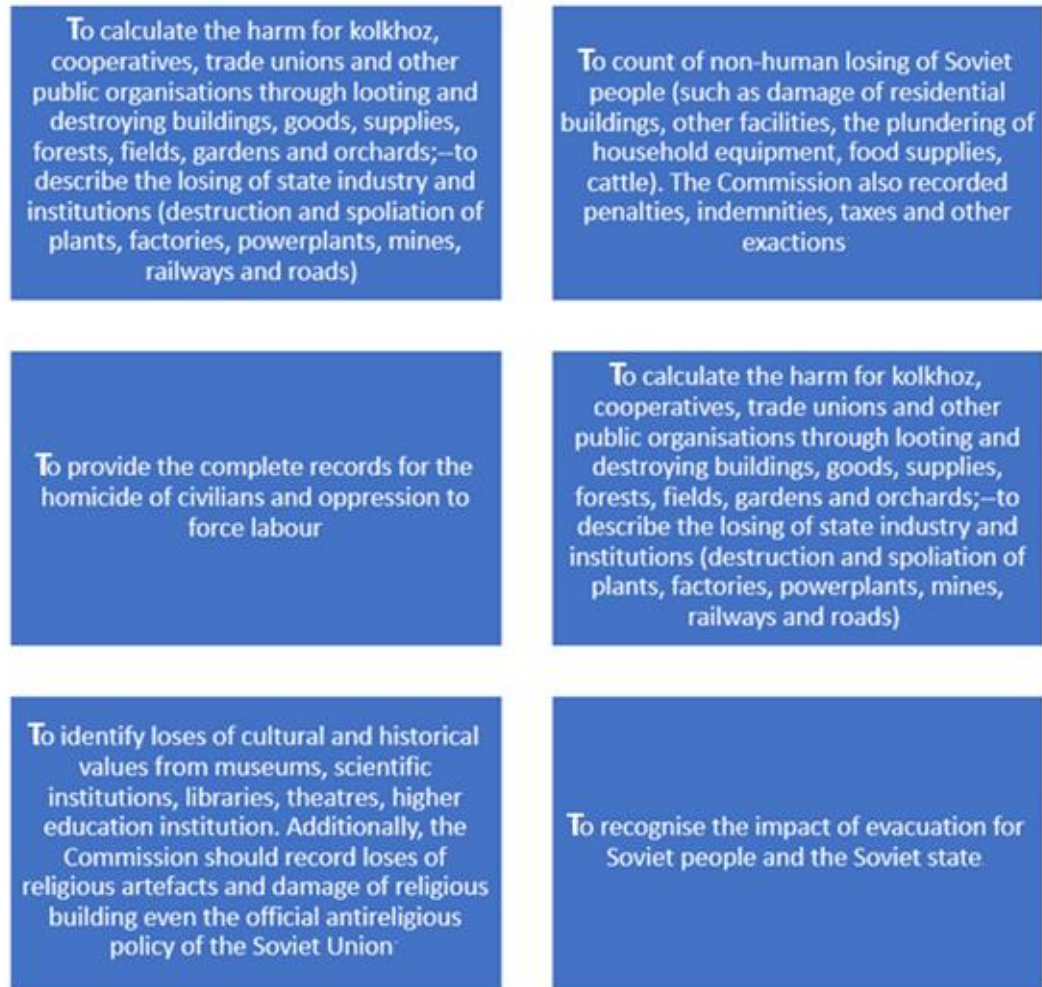 To calculate the harm for kolkhoz,
cooperatives, trade unions and other
public organisations through looting and
destroying buildings, goods, supplies,
forests, fields, gardens and orchards;--to
describe the losing of state industry and
institutions (destruction and spoliation of
plants, factories, powerplants, mines,
railways and roads)
To count of non-human losing of Soviet
people (such as damage of residential
buildings, other facilities, the plundering of
household equipment, food supplies,
cattle). The Commission also recorded
penalties, indemnities, taxes and other
exactions
To provide the complete records for the
homicide of civilians and oppression to
force labour
To calculate the harm for kolkhoz,
cooperatives, trade unions and other
public organisations through looting and
destroying buildings, goods, supplies,
forests, fields, gardens and orchards;--to
describe the losing of state industry and
institutions (destruction and spoliation of
plants, factories, powerplants, mines,
railways and roads)
To identify loses of cultural and historical
values from museums, scientific
institutions, libraries, theatres, higher
education institution. Additionally, the
Commission should record loses of
religious artefacts and damage of religious
building even the official antireligious
policy of the Soviet Union
To recognise the impact of evacuation for
Soviet people and the Soviet state